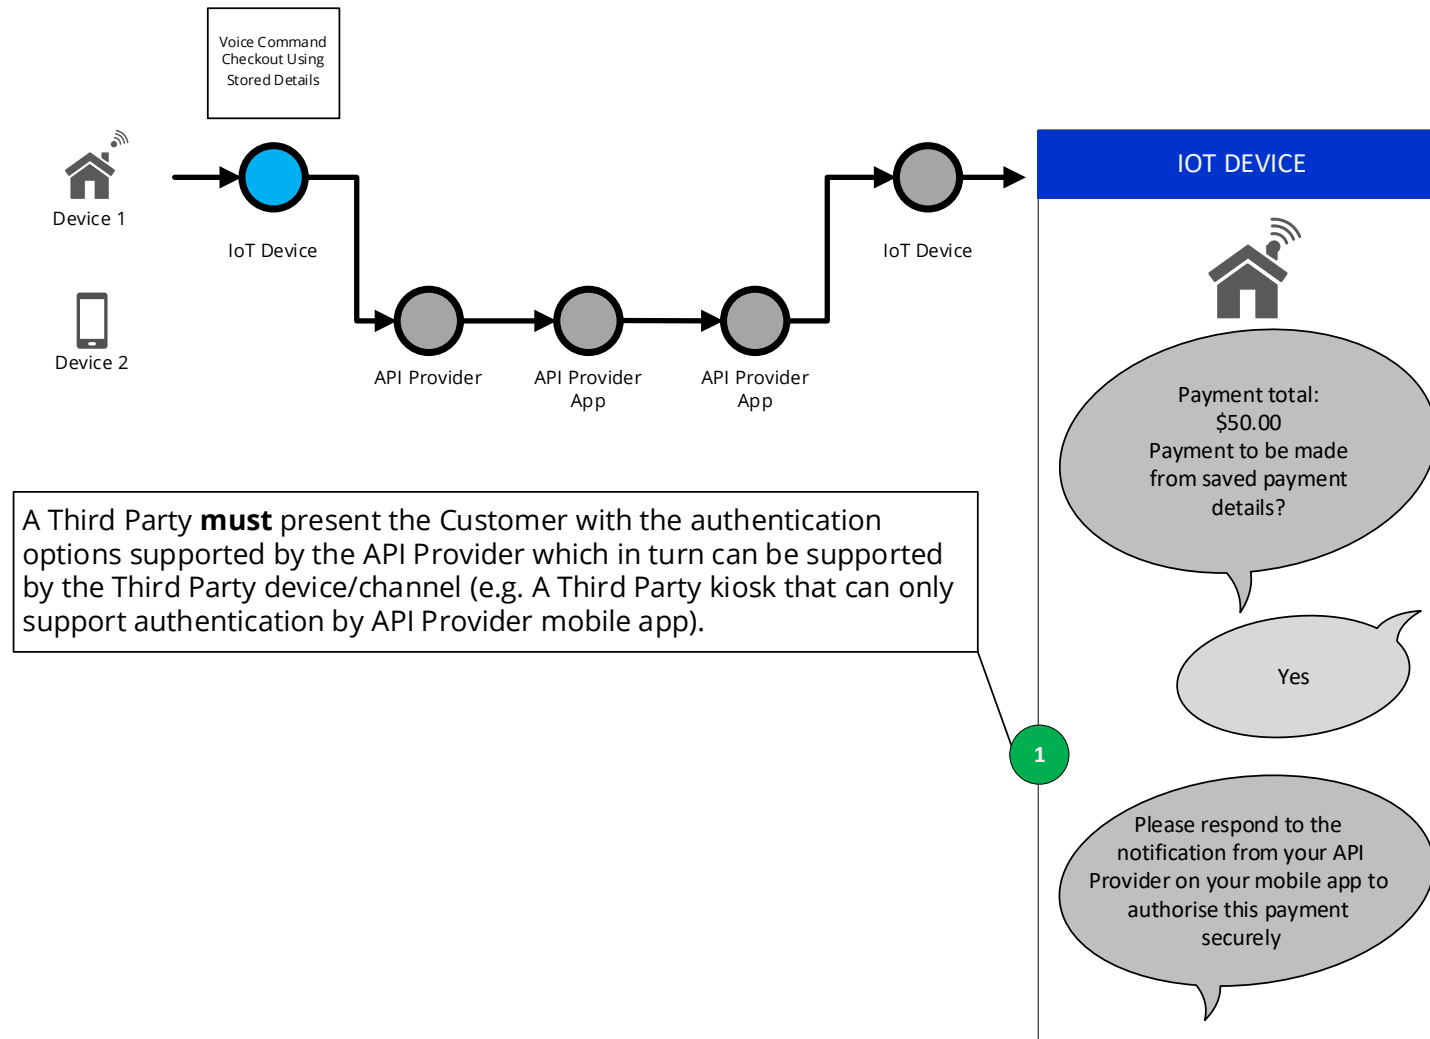 Voice Command
Checkout Using
Stored Details
Device 1
IoT Device
IoT Device
Device 2
API Provider
API Provider
App
API Provider
App
A Third Party must present the Customer with the authentication
options supported by the API Provider which in turn can be supported
by the Third Party device/channel (e.g. A Third Party kiosk that can only
support authentication by API Provider mobile app).
1
IOT DEVICE
Payment total:
$50.00
Payment to be made
from saved payment
details?
Yes
Please respond to the
notification from your API
Provider on your mobile app to
authorise this payment
securely